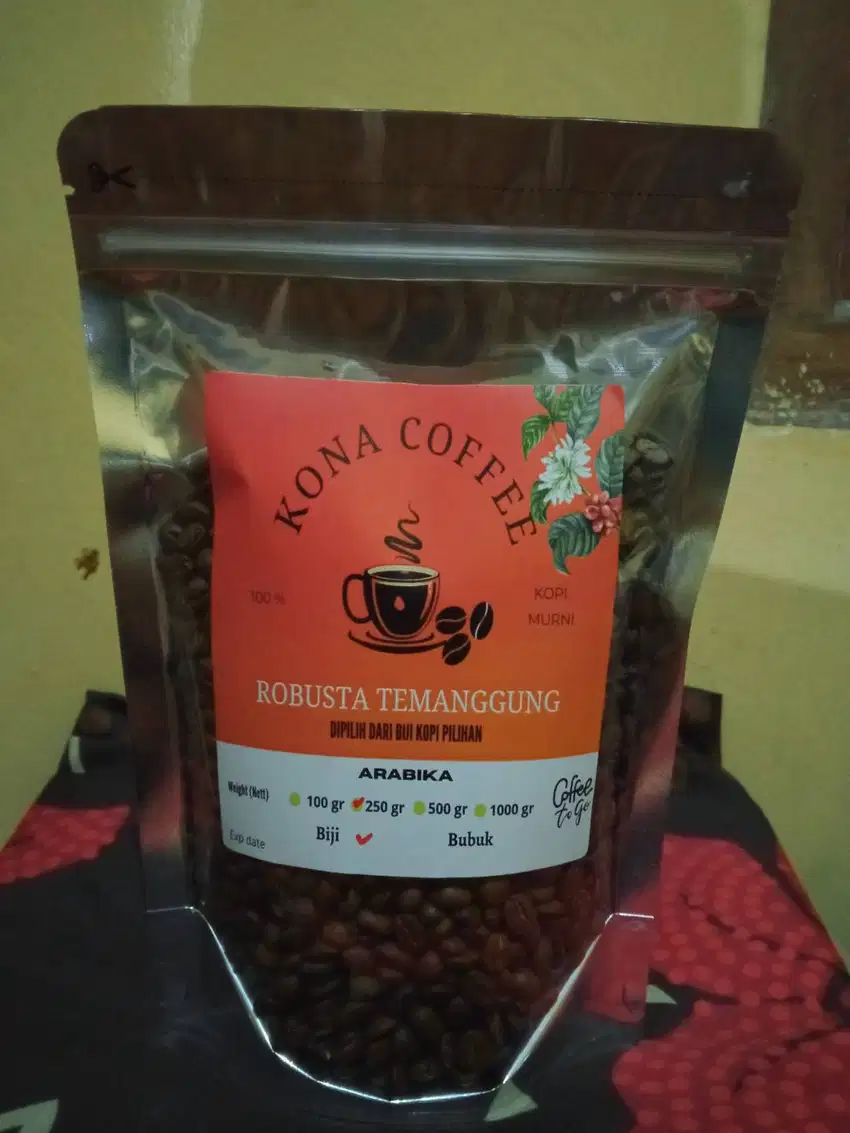 KONA COFFEE
100 %
KOPI
MURNI
ROBUSTA TEMANGGUNG
DIPILIH DARI BIJI KOPI PILIHAN
ARABIKA
Weight (Nett)
100 gr 250 gr 500 gr 1000 gr
Coffee
to Go
Biji Bubuk
Exp date